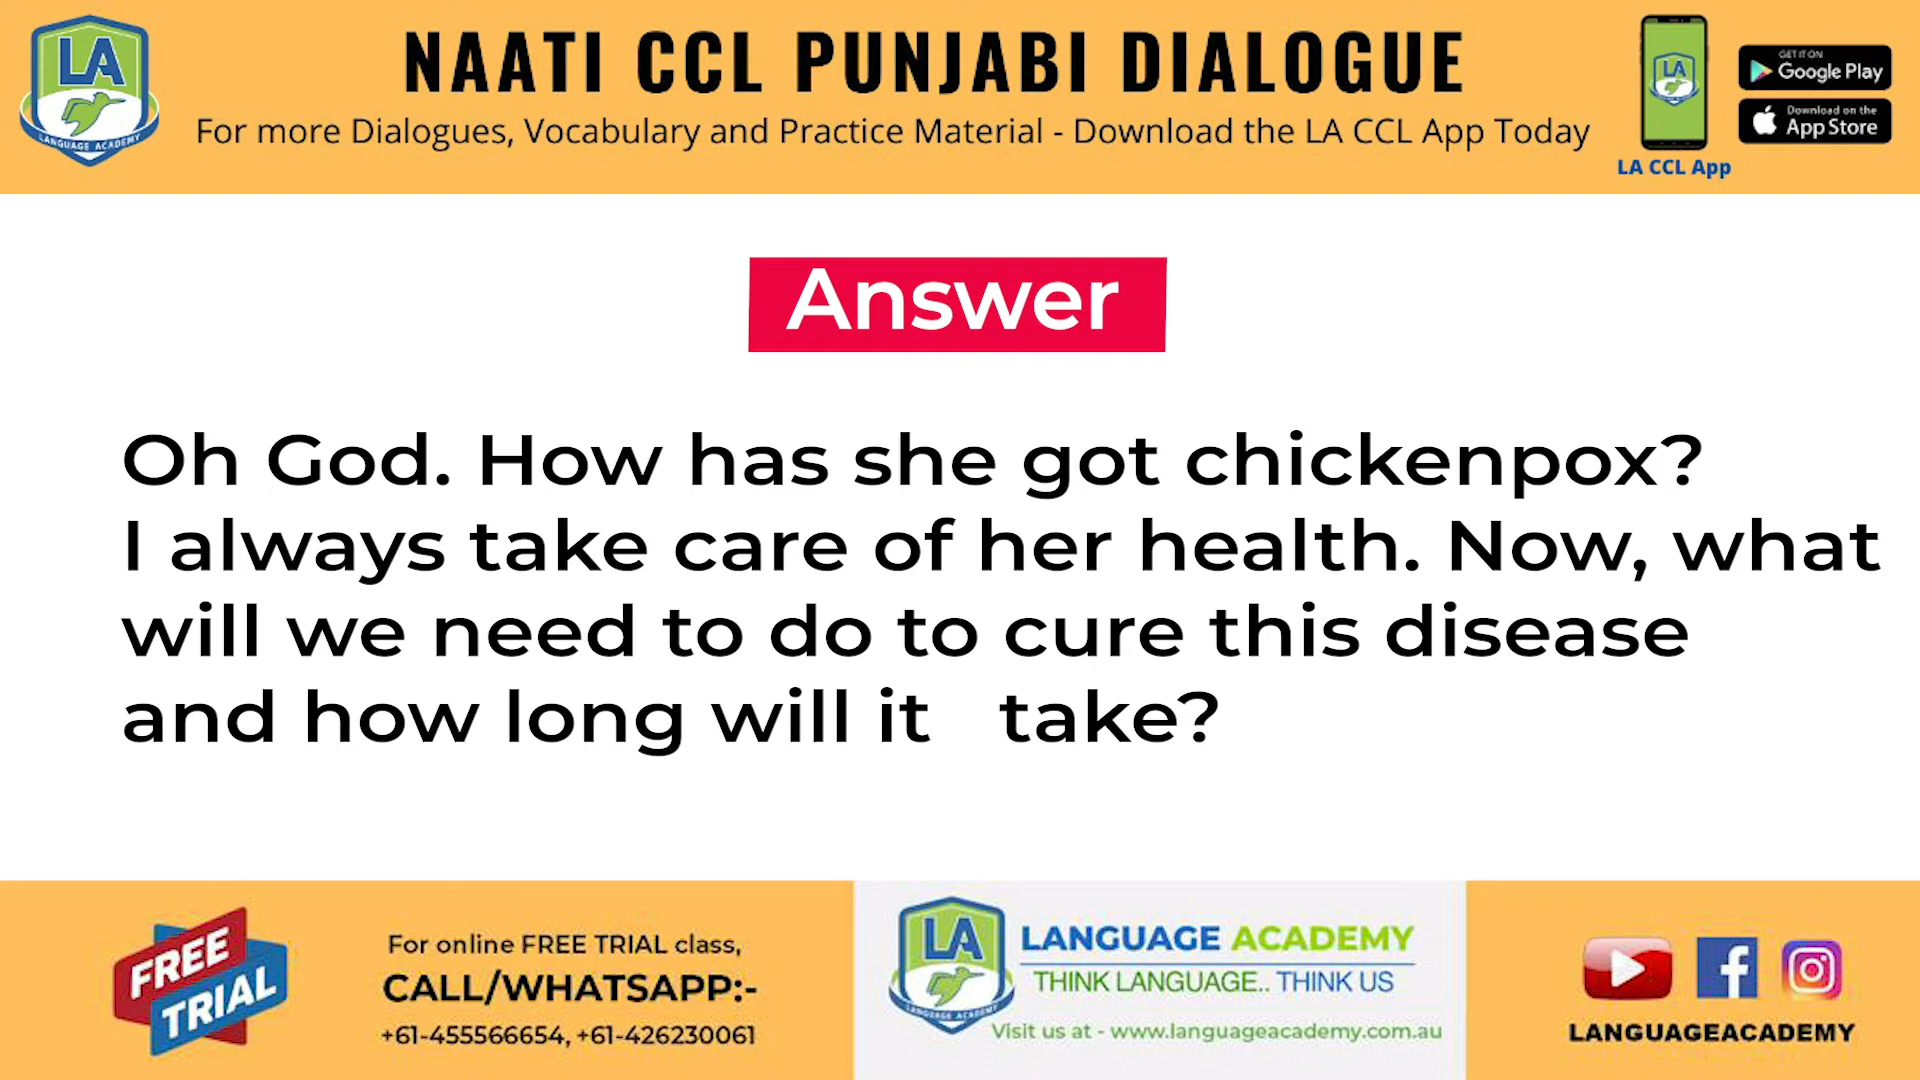 LA
LANGUAGE ACADEMY
NAATI CCL PUNJABI DIALOGUE
For more Dialogues, Vocabulary and Practice Material - Download the LA CCL App Today
LA
LA CCL App
GET IT ON
Google Play
Download on the
App Store
Answer
Oh God. How has she got chickenpox?
I always take care of her health. Now, what
will we need to do to cure this disease
and how long will it take?
FREE
TRIAL
For online FREE TRIAL class,
CALL/WHATSAPP:-
+61-455566654, +61-426230061
LA
LANGUAGE ACADEMY
LANGUAGE ACADEMY
THINK LANGUAGE.. THINK US
Visit us at - www.languageacademy.com.au
LANGUAGEACADEMY